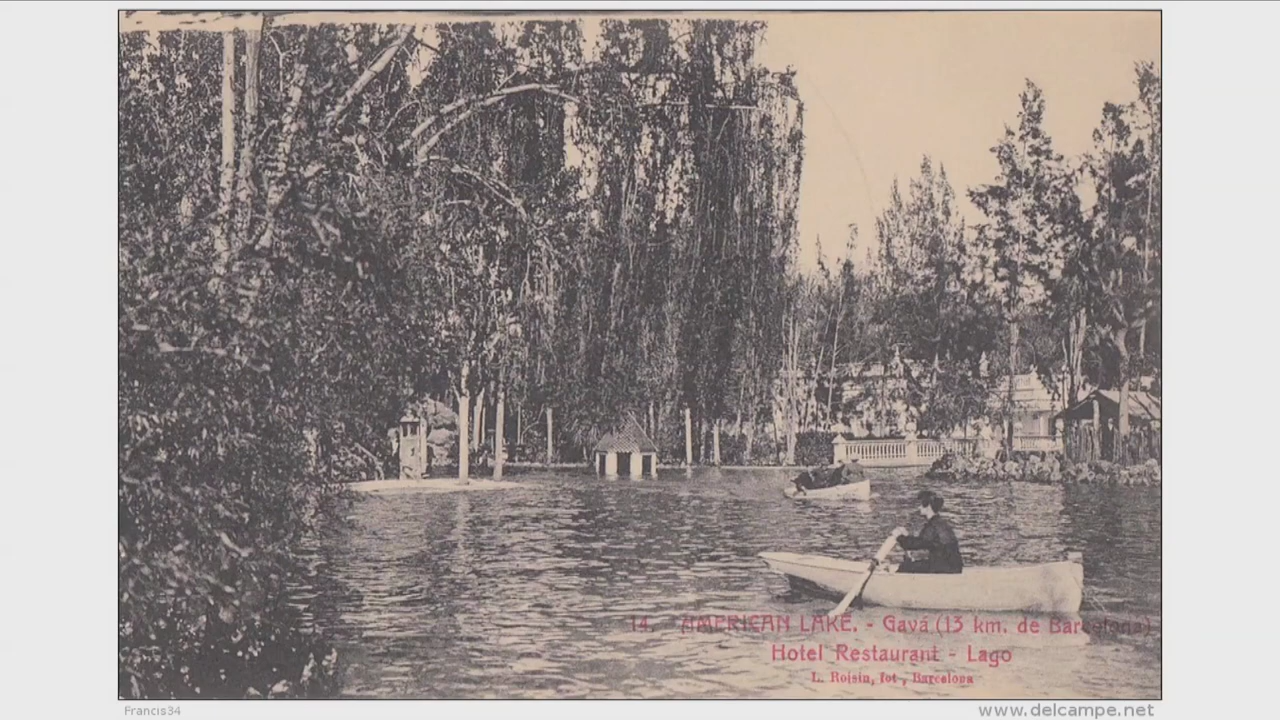 14. AMERICAN LAKE. - Gavá (13 km. de Barcelona)
Hotel Restaurant - Lago
L. Roisin, fot., Barcelona
Francis34
www.delcampe.net